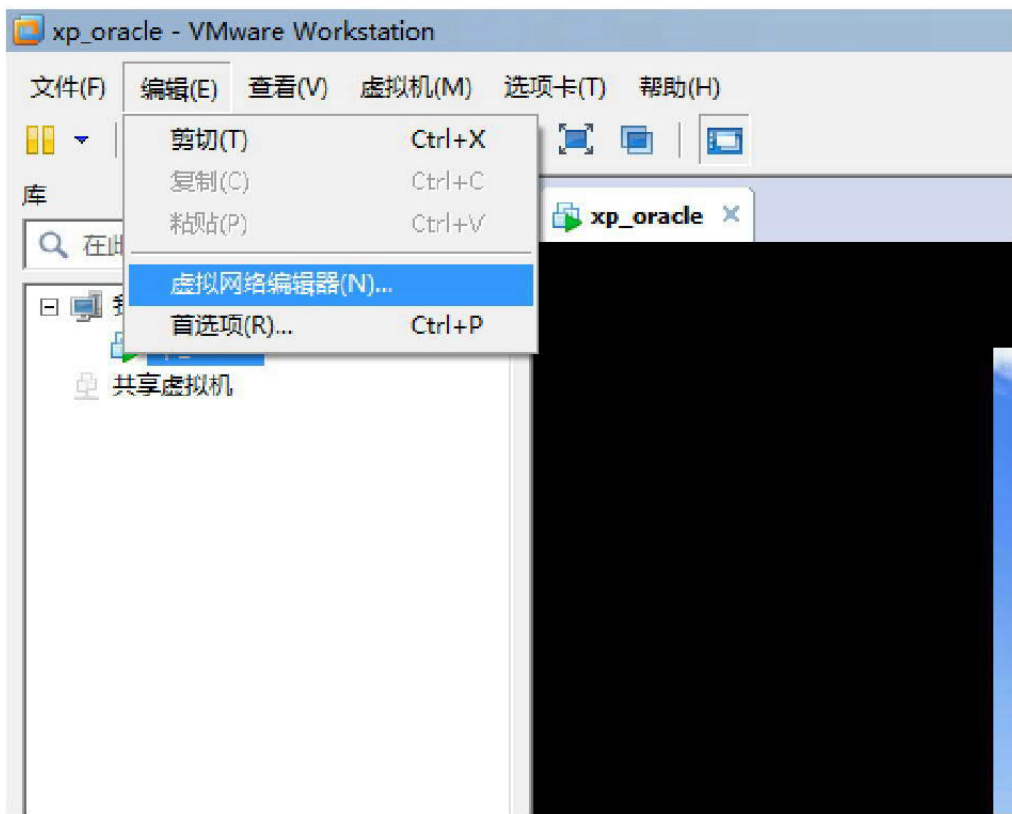 xp_oracle - VMware Workstation
文件(F) 编辑(E) 查看(V) 虚拟机(M) 选项卡(T) 帮助(H)
剪切(T) Ctrl+X
复制(C) Ctrl+C
粘贴(P) Ctrl+V
虚拟网络编辑器(N)...
首选项(R)... Ctrl+P
库
在此
xp_oracle
共享虚拟机